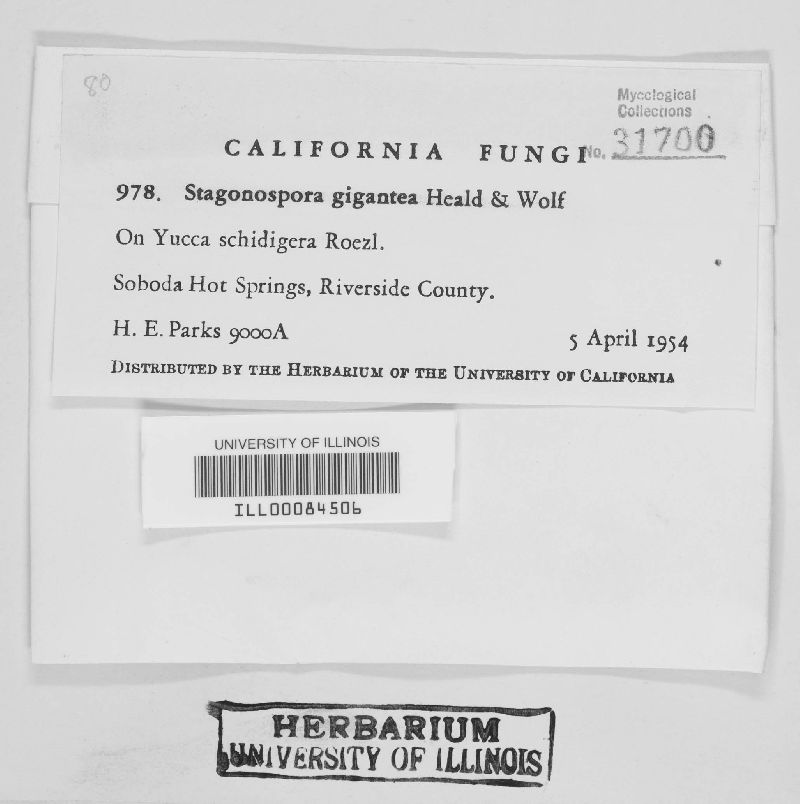 80
Mycological
Collections
No. 31700
CALIFORNIA FUNGI
978. Stagonospora gigantea Heald & Wolf
On Yucca schidigera Roezl.
Soboda Hot Springs, Riverside County.
H. E. Parks 9000A 5 April 1954
DISTRIBUTED BY THE HERBARIUM OF THE UNIVERSITY OF CALIFORNIA
UNIVERSITY OF ILLINOIS
ILL00084506
HERBARIUM
UNIVERSITY OF ILLINOIS